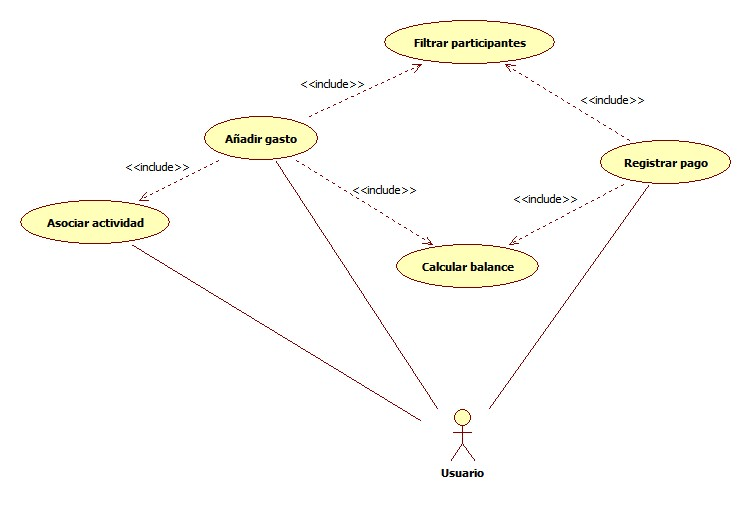 Filtrar participantes
<<include>>
<<include>>
Añadir gasto
Registrar pago
<<include>>
<<include>>
<<include>>
Asociar actividad
Calcular balance
Usuario